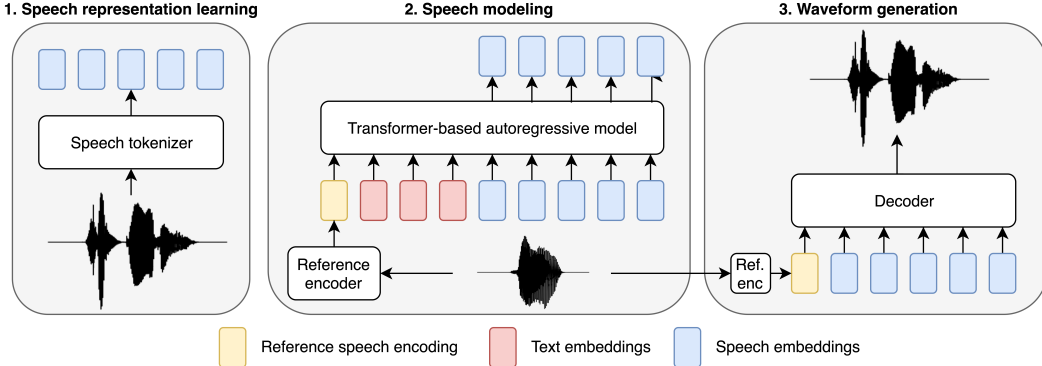 1. Speech representation learning
2. Speech modeling
3. Waveform generation
Speech tokenizer
Transformer-based autoregressive model
Reference
encoder
Decoder
Ref.
enc
Reference speech encoding
Text embeddings
Speech embeddings